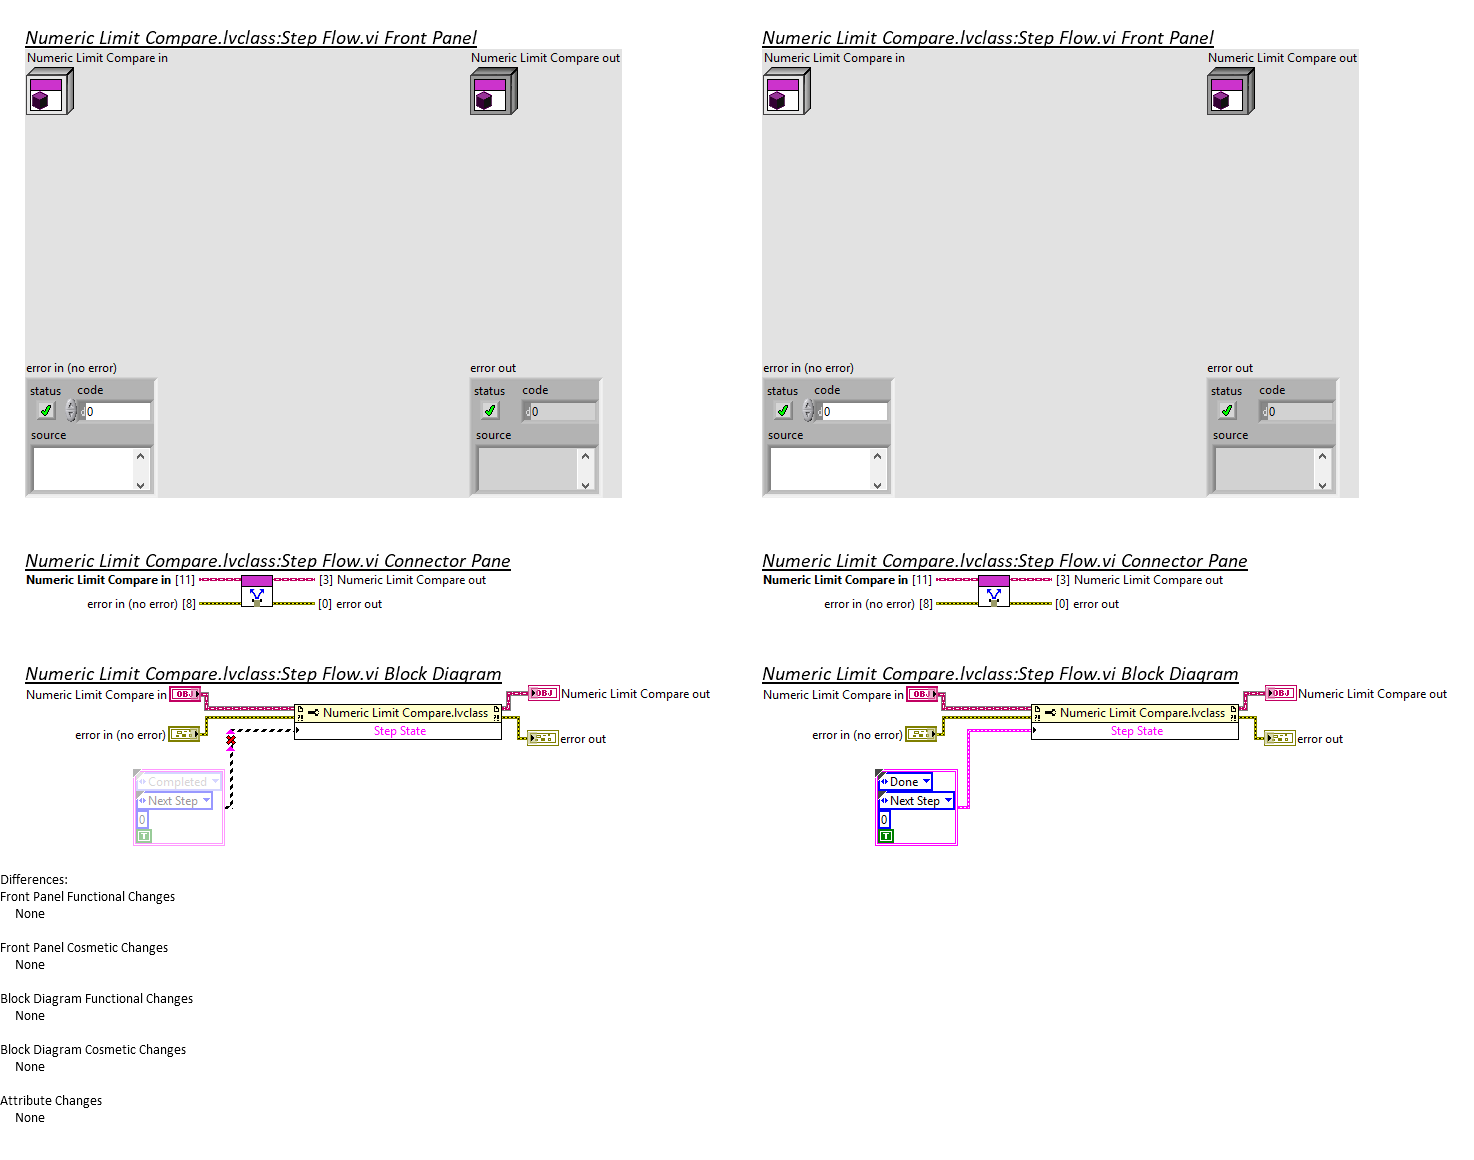 Numeric Limit Compare.lvclass:Step Flow.vi Front Panel
Numeric Limit Compare in
Numeric Limit Compare out
error in (no error)
status code
0
source
error out
status code
0
source
Numeric Limit Compare.lvclass:Step Flow.vi Front Panel
Numeric Limit Compare in
Numeric Limit Compare out
error in (no error)
status code
0
source
error out
status code
0
source
Numeric Limit Compare.lvclass:Step Flow.vi Connector Pane
Numeric Limit Compare in [11]
[3] Numeric Limit Compare out
error in (no error) [8]
[0] error out
Numeric Limit Compare.lvclass:Step Flow.vi Connector Pane
Numeric Limit Compare in [11]
[3] Numeric Limit Compare out
error in (no error) [8]
[0] error out
Numeric Limit Compare.lvclass:Step Flow.vi Block Diagram
Numeric Limit Compare in
OBJ
OBJ
Numeric Limit Compare out
Numeric Limit Compare.lvclass
Step State
error in (no error)
error out
Completed
Next Step
0
T
Numeric Limit Compare.lvclass:Step Flow.vi Block Diagram
Numeric Limit Compare in
OBJ
OBJ
Numeric Limit Compare out
Numeric Limit Compare.lvclass
Step State
error in (no error)
error out
Done
Next Step
0
T
Differences:
Front Panel Functional Changes
None
Front Panel Cosmetic Changes
None
Block Diagram Functional Changes
None
Block Diagram Cosmetic Changes
None
Attribute Changes
None